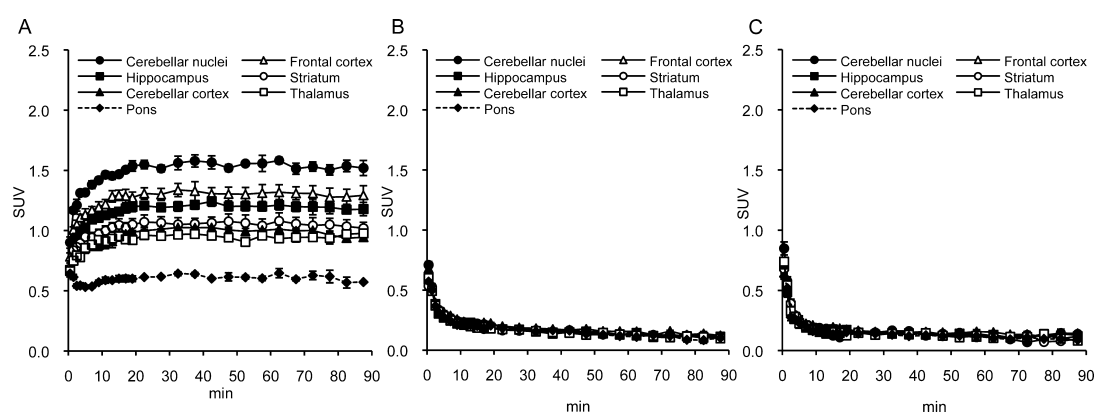 A
2.5
2.0
1.5
1.0
0.5
0.0
SUV
0 10 20 30 40 50 60 70 80 90
min
Cerebellar nuclei
Frontal cortex
Hippocampus
Striatum
Cerebellar cortex
Thalamus
Pons
B
2.5
2.0
1.5
1.0
0.5
0.0
SUV
0 10 20 30 40 50 60 70 80 90
min
Cerebellar nuclei
Frontal cortex
Hippocampus
Striatum
Cerebellar cortex
Thalamus
Pons
C
2.5
2.0
1.5
1.0
0.5
0.0
SUV
0 10 20 30 40 50 60 70 80 90
min
Cerebellar nuclei
Frontal cortex
Hippocampus
Striatum
Cerebellar cortex
Thalamus
Pons